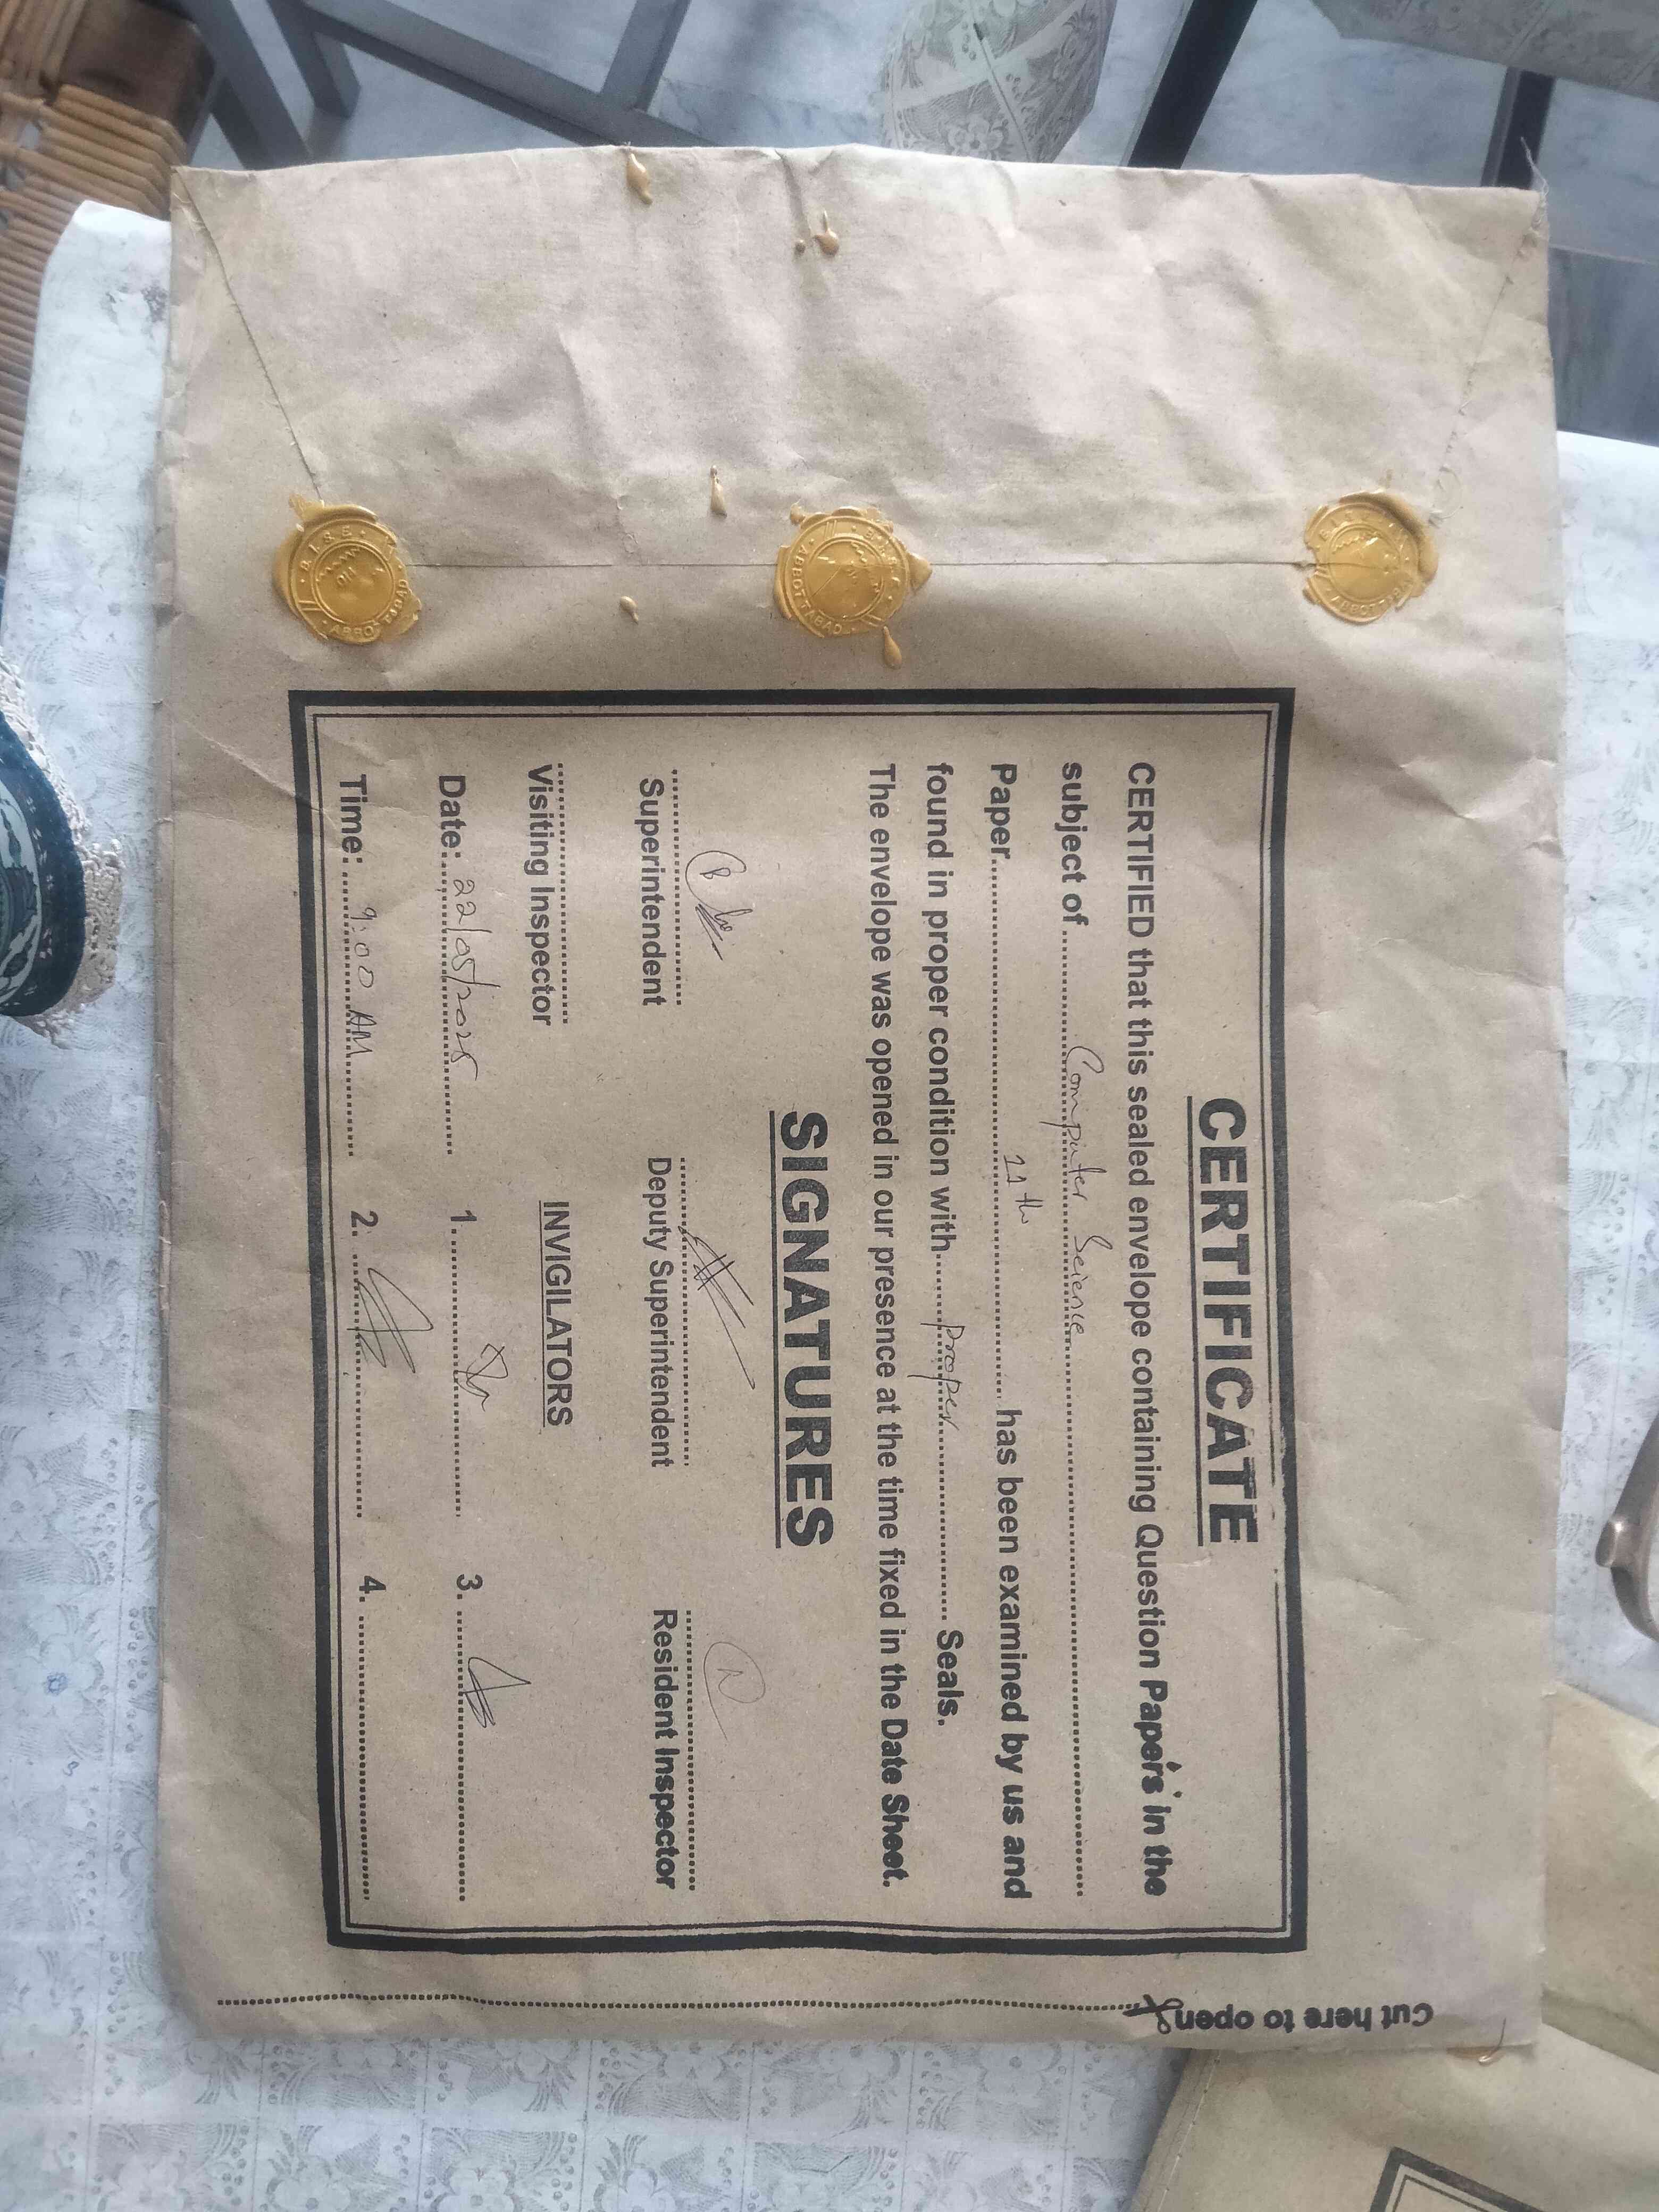 B.I.S.E.
ABBOTTABAD
B.I.S.E.
ABBOTTABAD
ABBOTTABAD
CERTIFICATE
CERTIFIED that this sealed envelope containing Question Papers in the
subject of .......... Computer Science ..........
Paper .......... 11th .......... has been examined by us and
found in proper condition with .......... proper .......... Seals.
The envelope was opened in our presence at the time fixed in the Date Sheet.
SIGNATURES
Superintendent Deputy Superintendent Resident Inspector
Visiting Inspector INVIGILATORS
Date: 22/05/2025 1. 3.
Time: 9:00 AM 2. 4.
Cut here to open